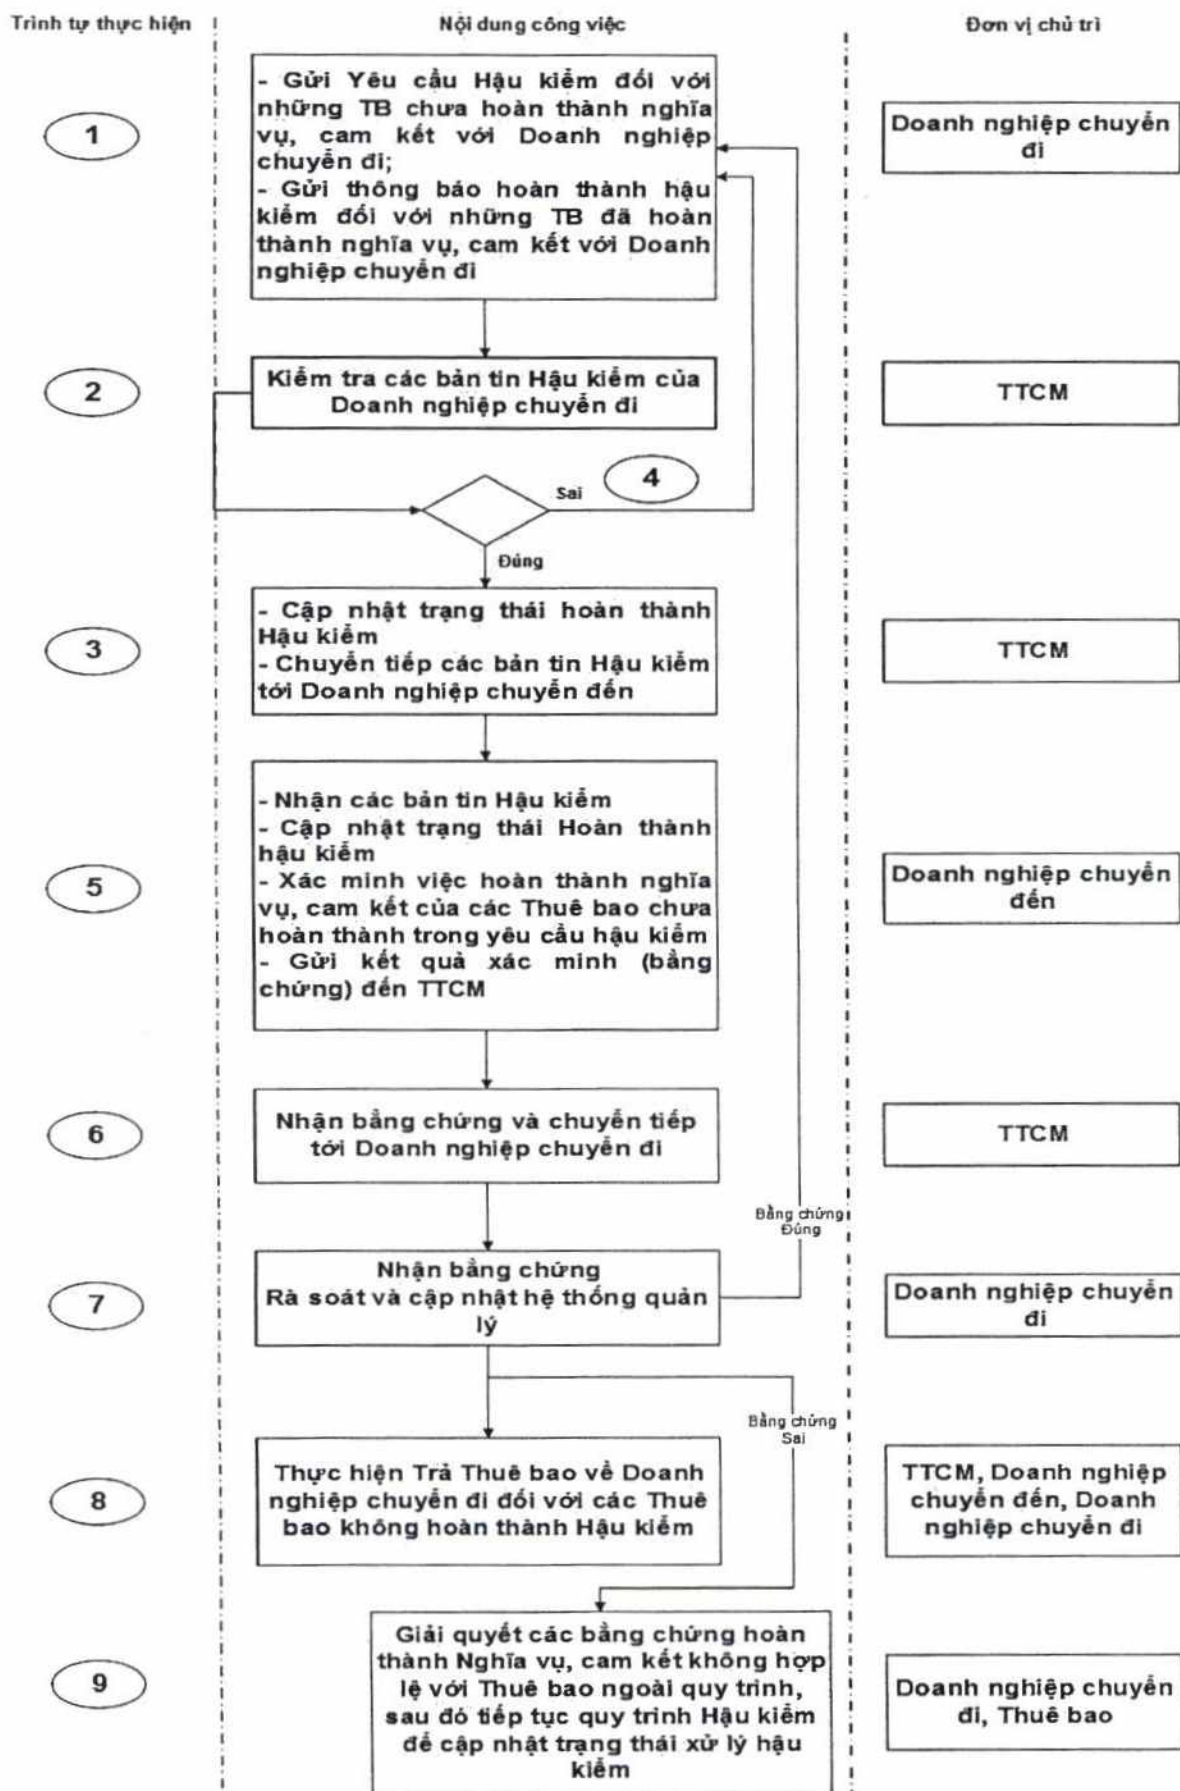 Trình tự thực hiện
Nội dung công việc
Đơn vị chủ trì
1
- Gửi Yêu cầu Hậu kiểm đối với
những TB chưa hoàn thành nghĩa
vụ, cam kết với Doanh nghiệp
chuyển đi;
- Gửi thông báo hoàn thành hậu
kiểm đối với những TB đã hoàn
thành nghĩa vụ, cam kết với Doanh
nghiệp chuyển đi
Doanh nghiệp chuyển
đi
2
Kiểm tra các bản tin Hậu kiểm của
Doanh nghiệp chuyển đi
TTCM
Sai
4
Đúng
3
- Cập nhật trạng thái hoàn thành
Hậu kiểm
- Chuyển tiếp các bản tin Hậu kiểm
tới Doanh nghiệp chuyển đến
TTCM
5
- Nhận các bản tin Hậu kiểm
- Cập nhật trạng thái Hoàn thành
hậu kiểm
- Xác minh việc hoàn thành nghĩa
vụ, cam kết của các Thuê bao chưa
hoàn thành trong yêu cầu hậu kiểm
- Gửi kết quả xác minh (bằng
chứng) đến TTCM
Doanh nghiệp chuyển
đến
6
Nhận bằng chứng và chuyển tiếp
tới Doanh nghiệp chuyển đi
TTCM
Bằng chứng
Đúng
7
Nhận bằng chứng
Rà soát và cập nhật hệ thống quản
lý
Doanh nghiệp chuyển
đi
Bằng chứng
Sai
8
Thực hiện Trả Thuê bao về Doanh
nghiệp chuyển đi đối với các Thuê
bao không hoàn thành Hậu kiểm
TTCM, Doanh nghiệp
chuyển đến, Doanh
nghiệp chuyển đi
9
Giải quyết các bằng chứng hoàn
thành Nghĩa vụ, cam kết không hợp
lệ với Thuê bao ngoài quy trình,
sau đó tiếp tục quy trình Hậu kiểm
để cập nhật trạng thái xử lý hậu
kiểm
Doanh nghiệp chuyển
đi, Thuê bao